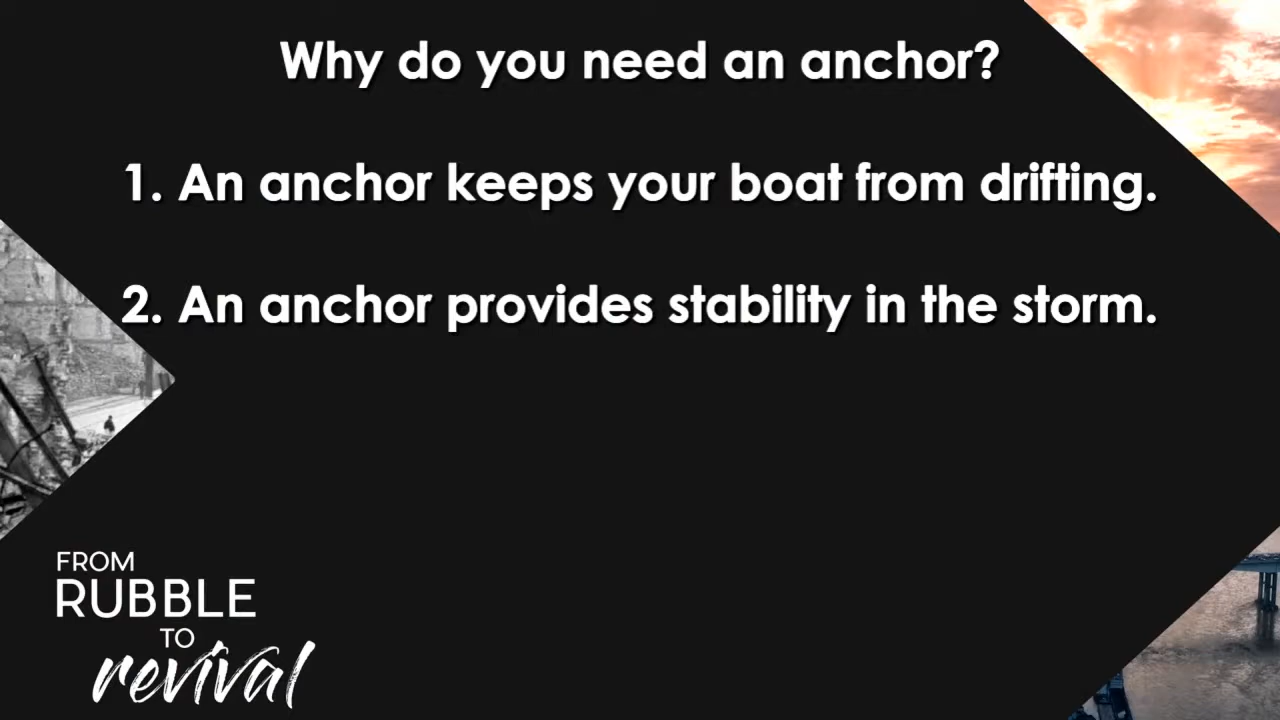 Why do you need an anchor?
1. An anchor keeps your boat from drifting.
2. An anchor provides stability in the storm.
FROM
RUBBLE
TO
revival